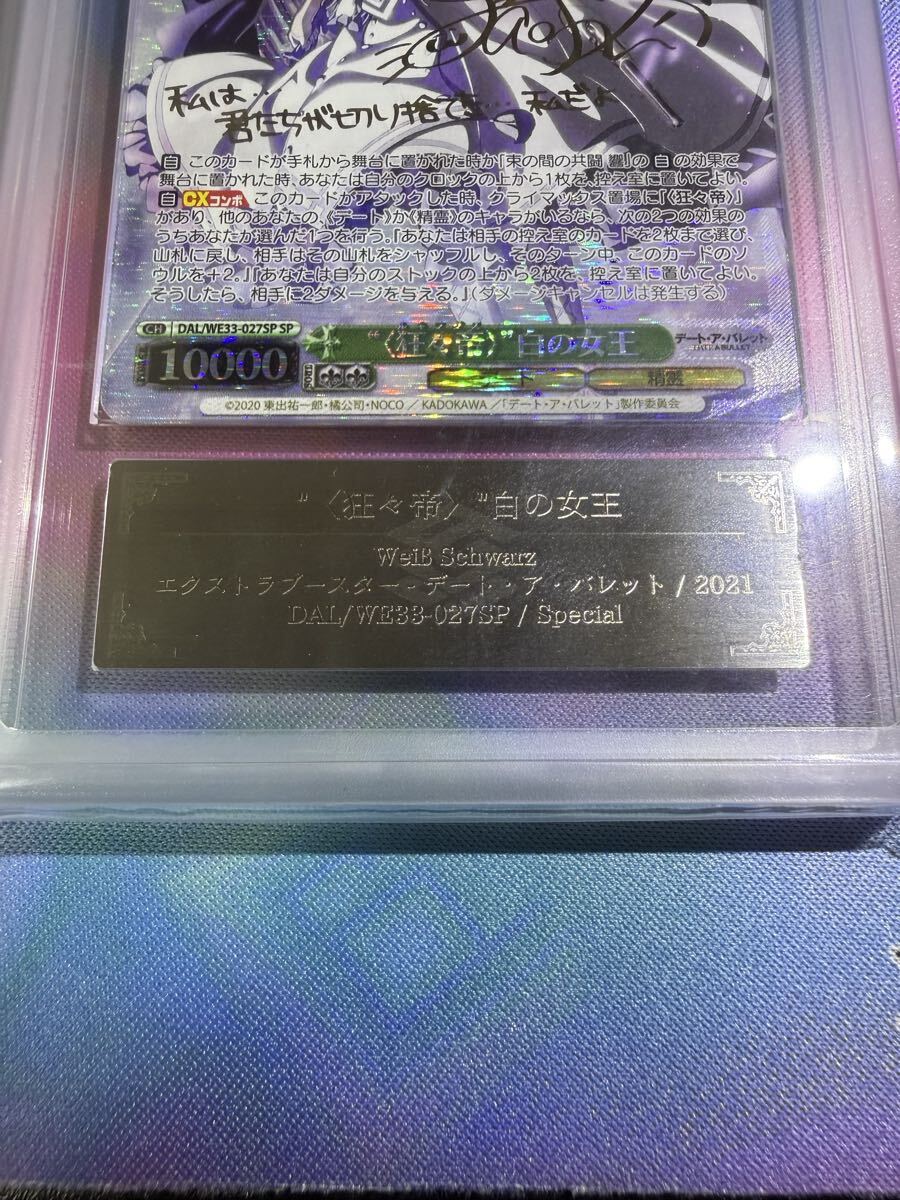 私は… 君たちが切り捨てた… 私だよ
自 このカードが手札から舞台に置かれた時か「束の間の共闘 響」の 自 の効果で
舞台に置かれた時、あなたは自分のクロックの上から1枚を、控え室に置いてよい。
自 CXコンボ このカードがアタックした時、クライマックス置場に「〈狂々帝〉」
があり、他のあなたの、《デート》か《精霊》のキャラがいるなら、次の2つの効果の
うちあなたが選んだ1つを行う。『あなたは相手の控え室のカードを2枚まで選び、
山札に戻し、相手はその山札をシャッフルし、そのターン中、このカードのソ
ウルを+2。』『あなたは自分のストックの上から2枚を、控え室に置いてよい。
そうしたら、相手に2ダメージを与える。』(ダメージキャンセルは発生する)
CH DAL/WE33-027SP SP
10000
"〈狂々帝〉"白の女王
デート・ア・バレット
DATE A BULLET
精霊
©2020 東出祐一郎・橘公司・NOCO / KADOKAWA /「デート・ア・バレット」製作委員会
"〈狂々帝〉"白の女王
Weiß Schwarz
エクストラブースター - デート・ア・バレット / 2021
DAL/WE33-027SP / Special